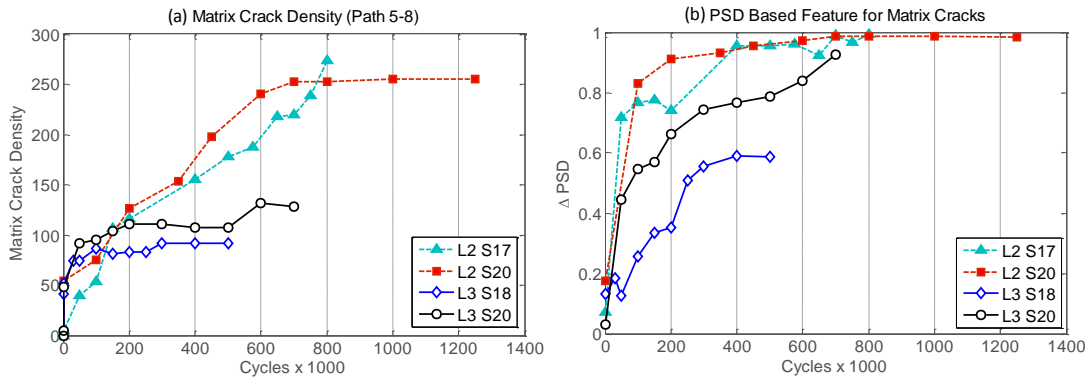 (a) Matrix Crack Density (Path 5-8)
300
250
200
150
100
50
0
Matrix Crack Density
0 200 400 600 800 1000 1200 1400
Cycles x 1000
L2 S17
L2 S20
L3 S18
L3 S20
(b) PSD Based Feature for Matrix Cracks
1
0.8
0.6
0.4
0.2
0
Δ PSD
0 200 400 600 800 1000 1200 1400
Cycles x 1000
L2 S17
L2 S20
L3 S18
L3 S20